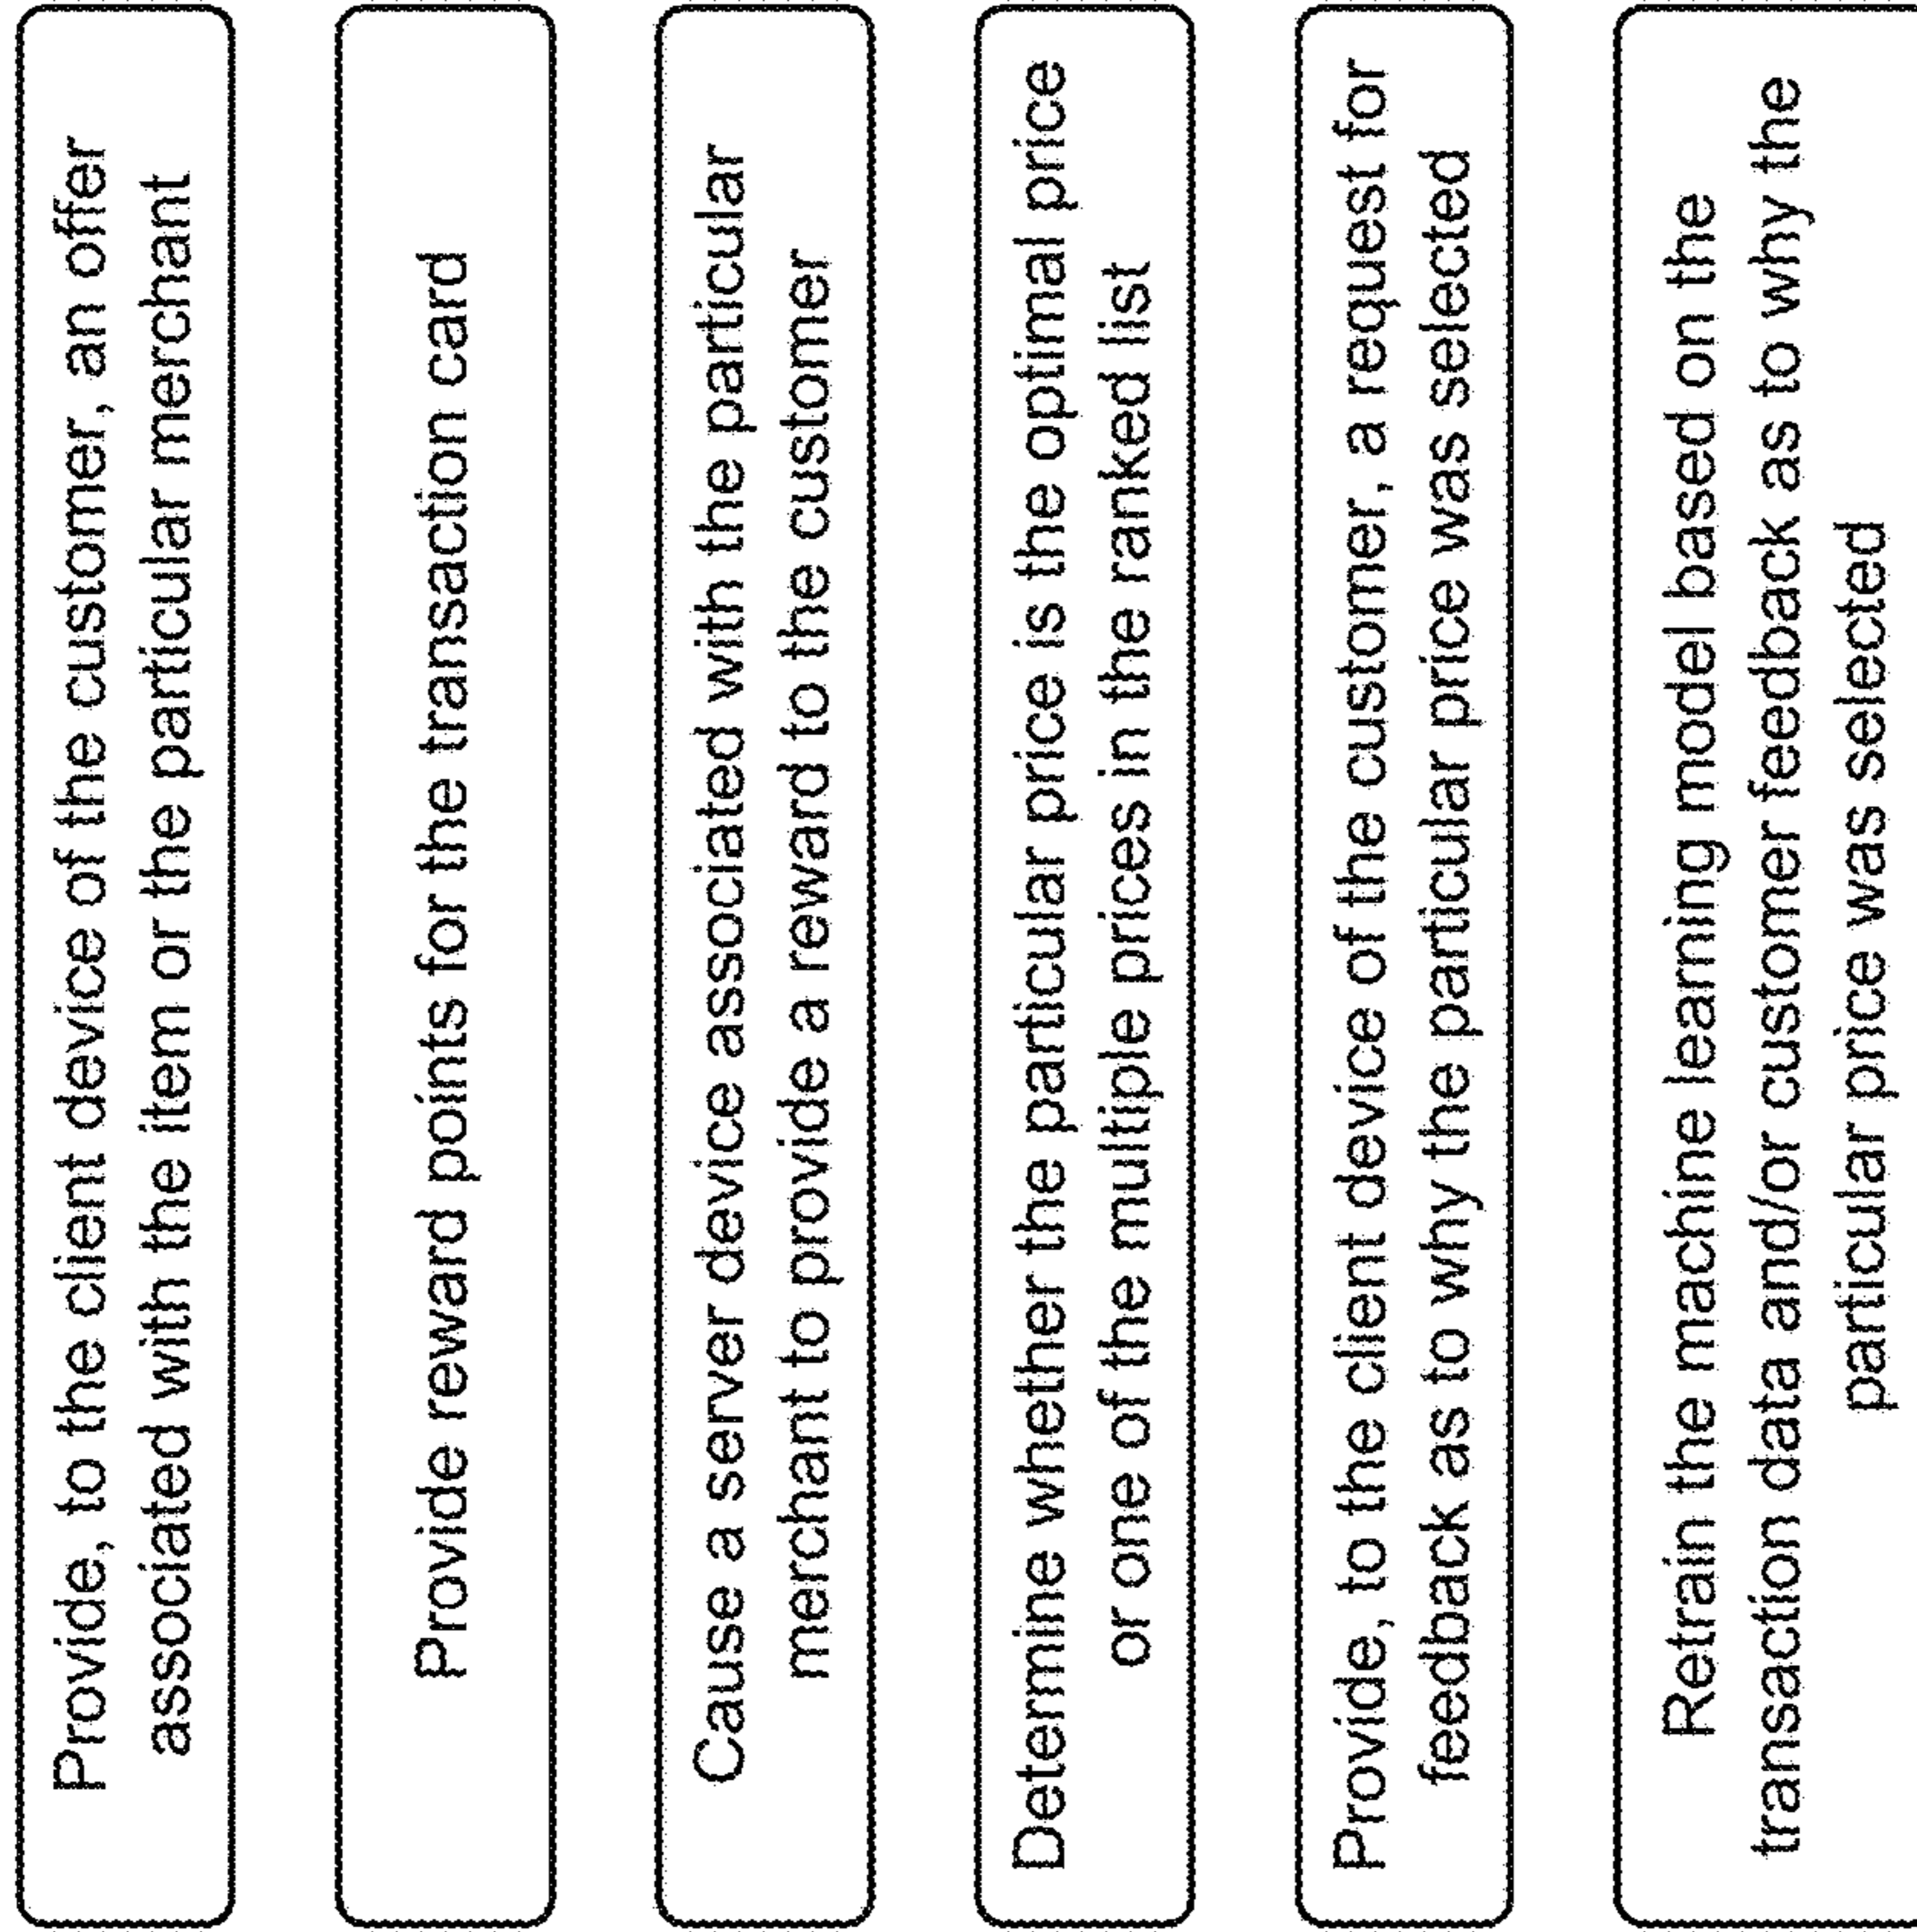 Provide, to the client device of the customer, an offer
associated with the item or the particular merchant
Provide reward points for the transaction card
Cause a server device associated with the particular
merchant to provide a reward to the customer
Determine whether the particular price is the optimal price
or one of the multiple prices in the ranked list
Provide, to the client device of the customer, a request for
feedback as to why the particular price was selected
Retrain the machine learning model based on the
transaction data and/or customer feedback as to why the
particular price was selected